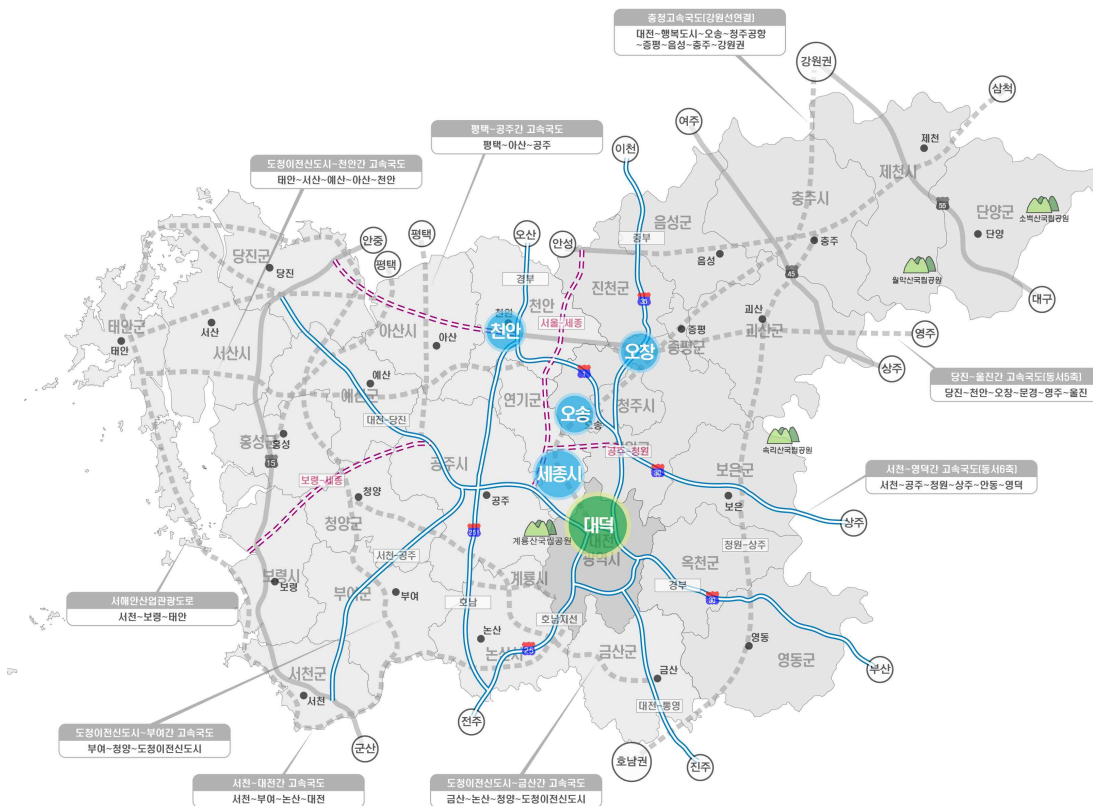 충청고속국도(강원선연결)
대전~행복도시~오송~청주공항
~증평~음성~충주~강원권
강원권
삼척
여주
이천
평택~공주간 고속국도
평택~아산~공주
도청이전신도시~천안간 고속국도
태안~서산~예산~아산~천안
제천
제천시
충주시
단양군
소백산국립공원
단양
55
음성군
중부
음성
충주
월악산국립공원
45
대구
안중
평택
평택
오산
안성
경부
당진군
당진
천안
진천군
35
괴산
괴산군
증평
증평군
영주
상주
태안군
태안
서산
서산시
아산시
아산
천안
서울~세종
오창
당진~울진간 고속국도(동서5축)
당진~천안~오창~문경~영주~울진
예산
예산군
대전~당진
연기군
1
오송
오송
청주시
홍성군
홍성
15
보령~세종
공주시
공주~청원
세종시
30
속리산국립공원
보은군
보은
서천~영덕간 고속국도(동서6축)
서천~공주~청원~상주~안동~영덕
상주
청양
청양군
공주
251
계룡산국립공원
대덕
대전
광역시
청원~상주
서천~공주
계룡시
옥천군
경부
보령시
보령
부여군
부여
호남
호남지선
서해안산업관광도로
서천~보령~태안
논산
논산시
25
금산군
금산
영동
영동군
부산
서천군
서천
대전~통영
전주
군산
호남권
진주
도청이전신도시~부여간 고속국도
부여~청양~도청이전신도시
서천~대전간 고속국도
서천~부여~논산~대전
도청이전신도시~금산간 고속국도
금산~논산~청양~도청이전신도시